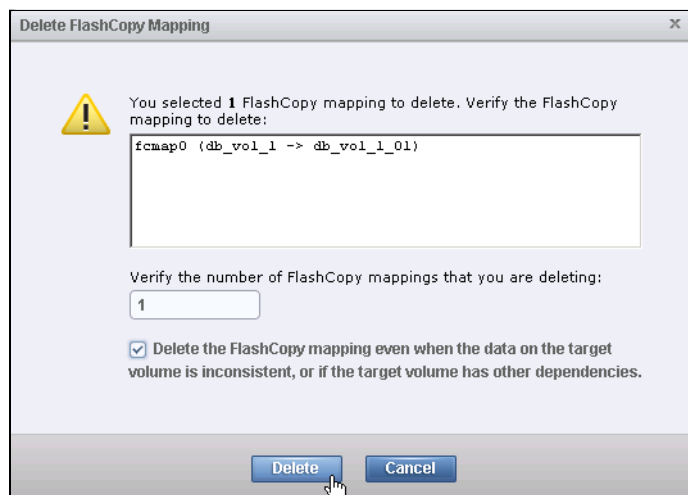 Delete FlashCopy Mapping
x
You selected 1 FlashCopy mapping to delete. Verify the FlashCopy
mapping to delete:
fcmap0 (db_vol_1 -> db_vol_1_01)
Verify the number of FlashCopy mappings that you are deleting:
1
Delete the FlashCopy mapping even when the data on the target
volume is inconsistent, or if the target volume has other dependencies.
Delete
Cancel